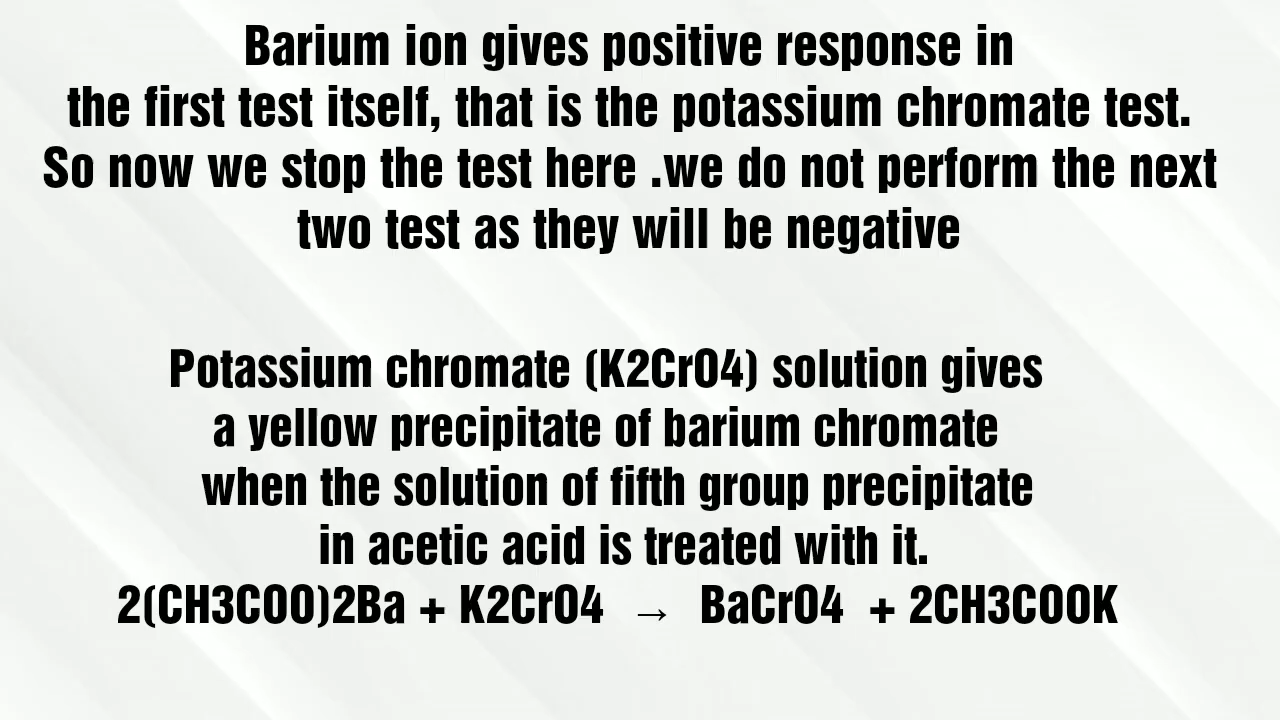 Barium ion gives positive response in
the first test itself, that is the potassium chromate test.
So now we stop the test here .we do not perform the next
two test as they will be negative
Potassium chromate (K2CrO4) solution gives
a yellow precipitate of barium chromate
when the solution of fifth group precipitate
in acetic acid is treated with it.
2(CH3COO)2Ba + K2CrO4 → BaCrO4 + 2CH3COOK